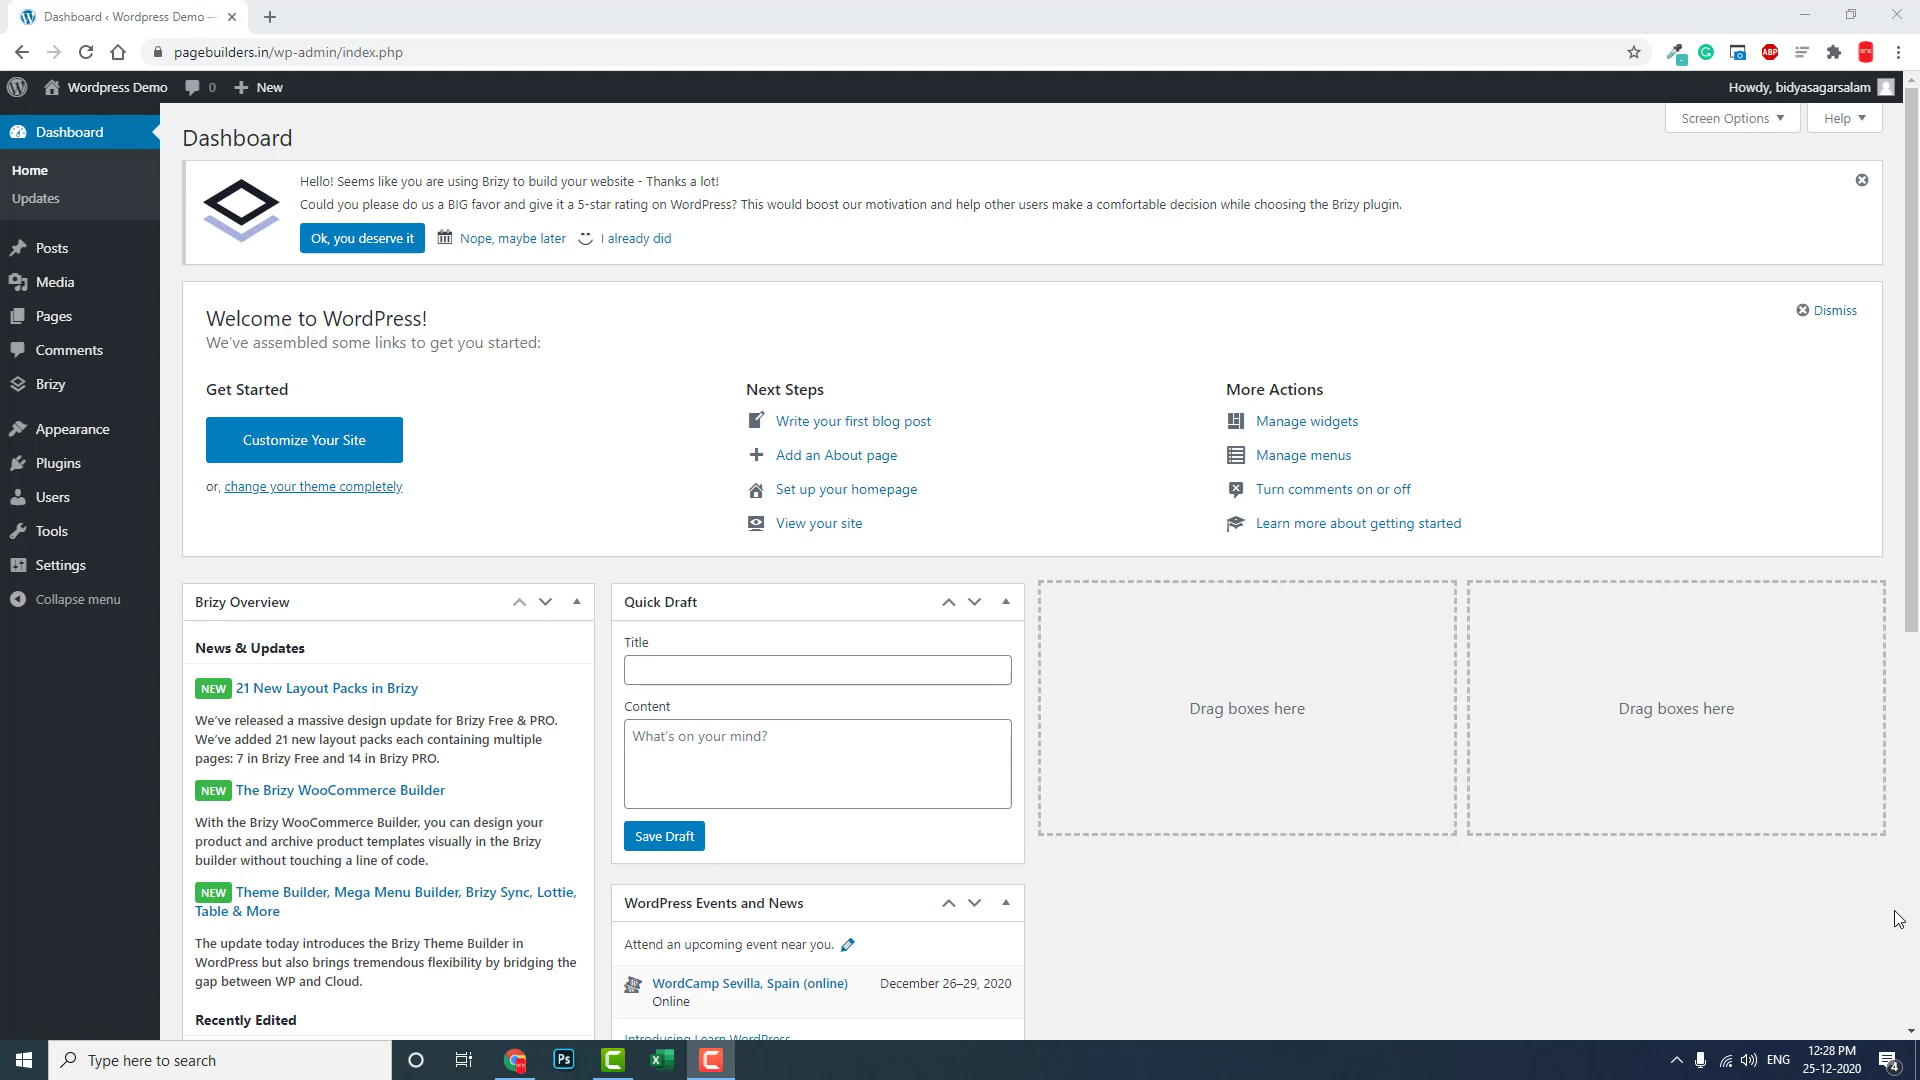 Dashboard ‹ Wordpress Demo —
pagebuilders.in/wp-admin/index.php
ABP
Wordpress Demo 0 New
Howdy, bidyasagarsalam
Dashboard
Home
Updates
Posts
Media
Pages
Comments
Brizy
Appearance
Plugins
Users
Tools
Settings
Collapse menu
Screen Options
Help
Dashboard
Hello! Seems like you are using Brizy to build your website - Thanks a lot!
Could you please do us a BIG favor and give it a 5-star rating on WordPress? This would boost our motivation and help other users make a comfortable decision while choosing the Brizy plugin.
Ok, you deserve it
Nope, maybe later
I already did
Welcome to WordPress!
We've assembled some links to get you started:
Dismiss
Get Started
Customize Your Site
or, change your theme completely
Next Steps
Write your first blog post
Add an About page
Set up your homepage
View your site
More Actions
Manage widgets
Manage menus
Turn comments on or off
Learn more about getting started
Brizy Overview
News & Updates
NEW 21 New Layout Packs in Brizy
We've released a massive design update for Brizy Free & PRO.
We've added 21 new layout packs each containing multiple
pages: 7 in Brizy Free and 14 in Brizy PRO.
NEW The Brizy WooCommerce Builder
With the Brizy WooCommerce Builder, you can design your
product and archive product templates visually in the Brizy
builder without touching a line of code.
NEW Theme Builder, Mega Menu Builder, Brizy Sync, Lottie,
Table & More
The update today introduces the Brizy Theme Builder in
WordPress but also brings tremendous flexibility by bridging the
gap between WP and Cloud.
Recently Edited
Quick Draft
Title
Content
What's on your mind?
Save Draft
WordPress Events and News
Attend an upcoming event near you.
WordCamp Sevilla, Spain (online) December 26–29, 2020
Online
Introducing Learn WordPress
Drag boxes here
Drag boxes here
Type here to search
Ps
ENG
12:28 PM
25-12-2020
4